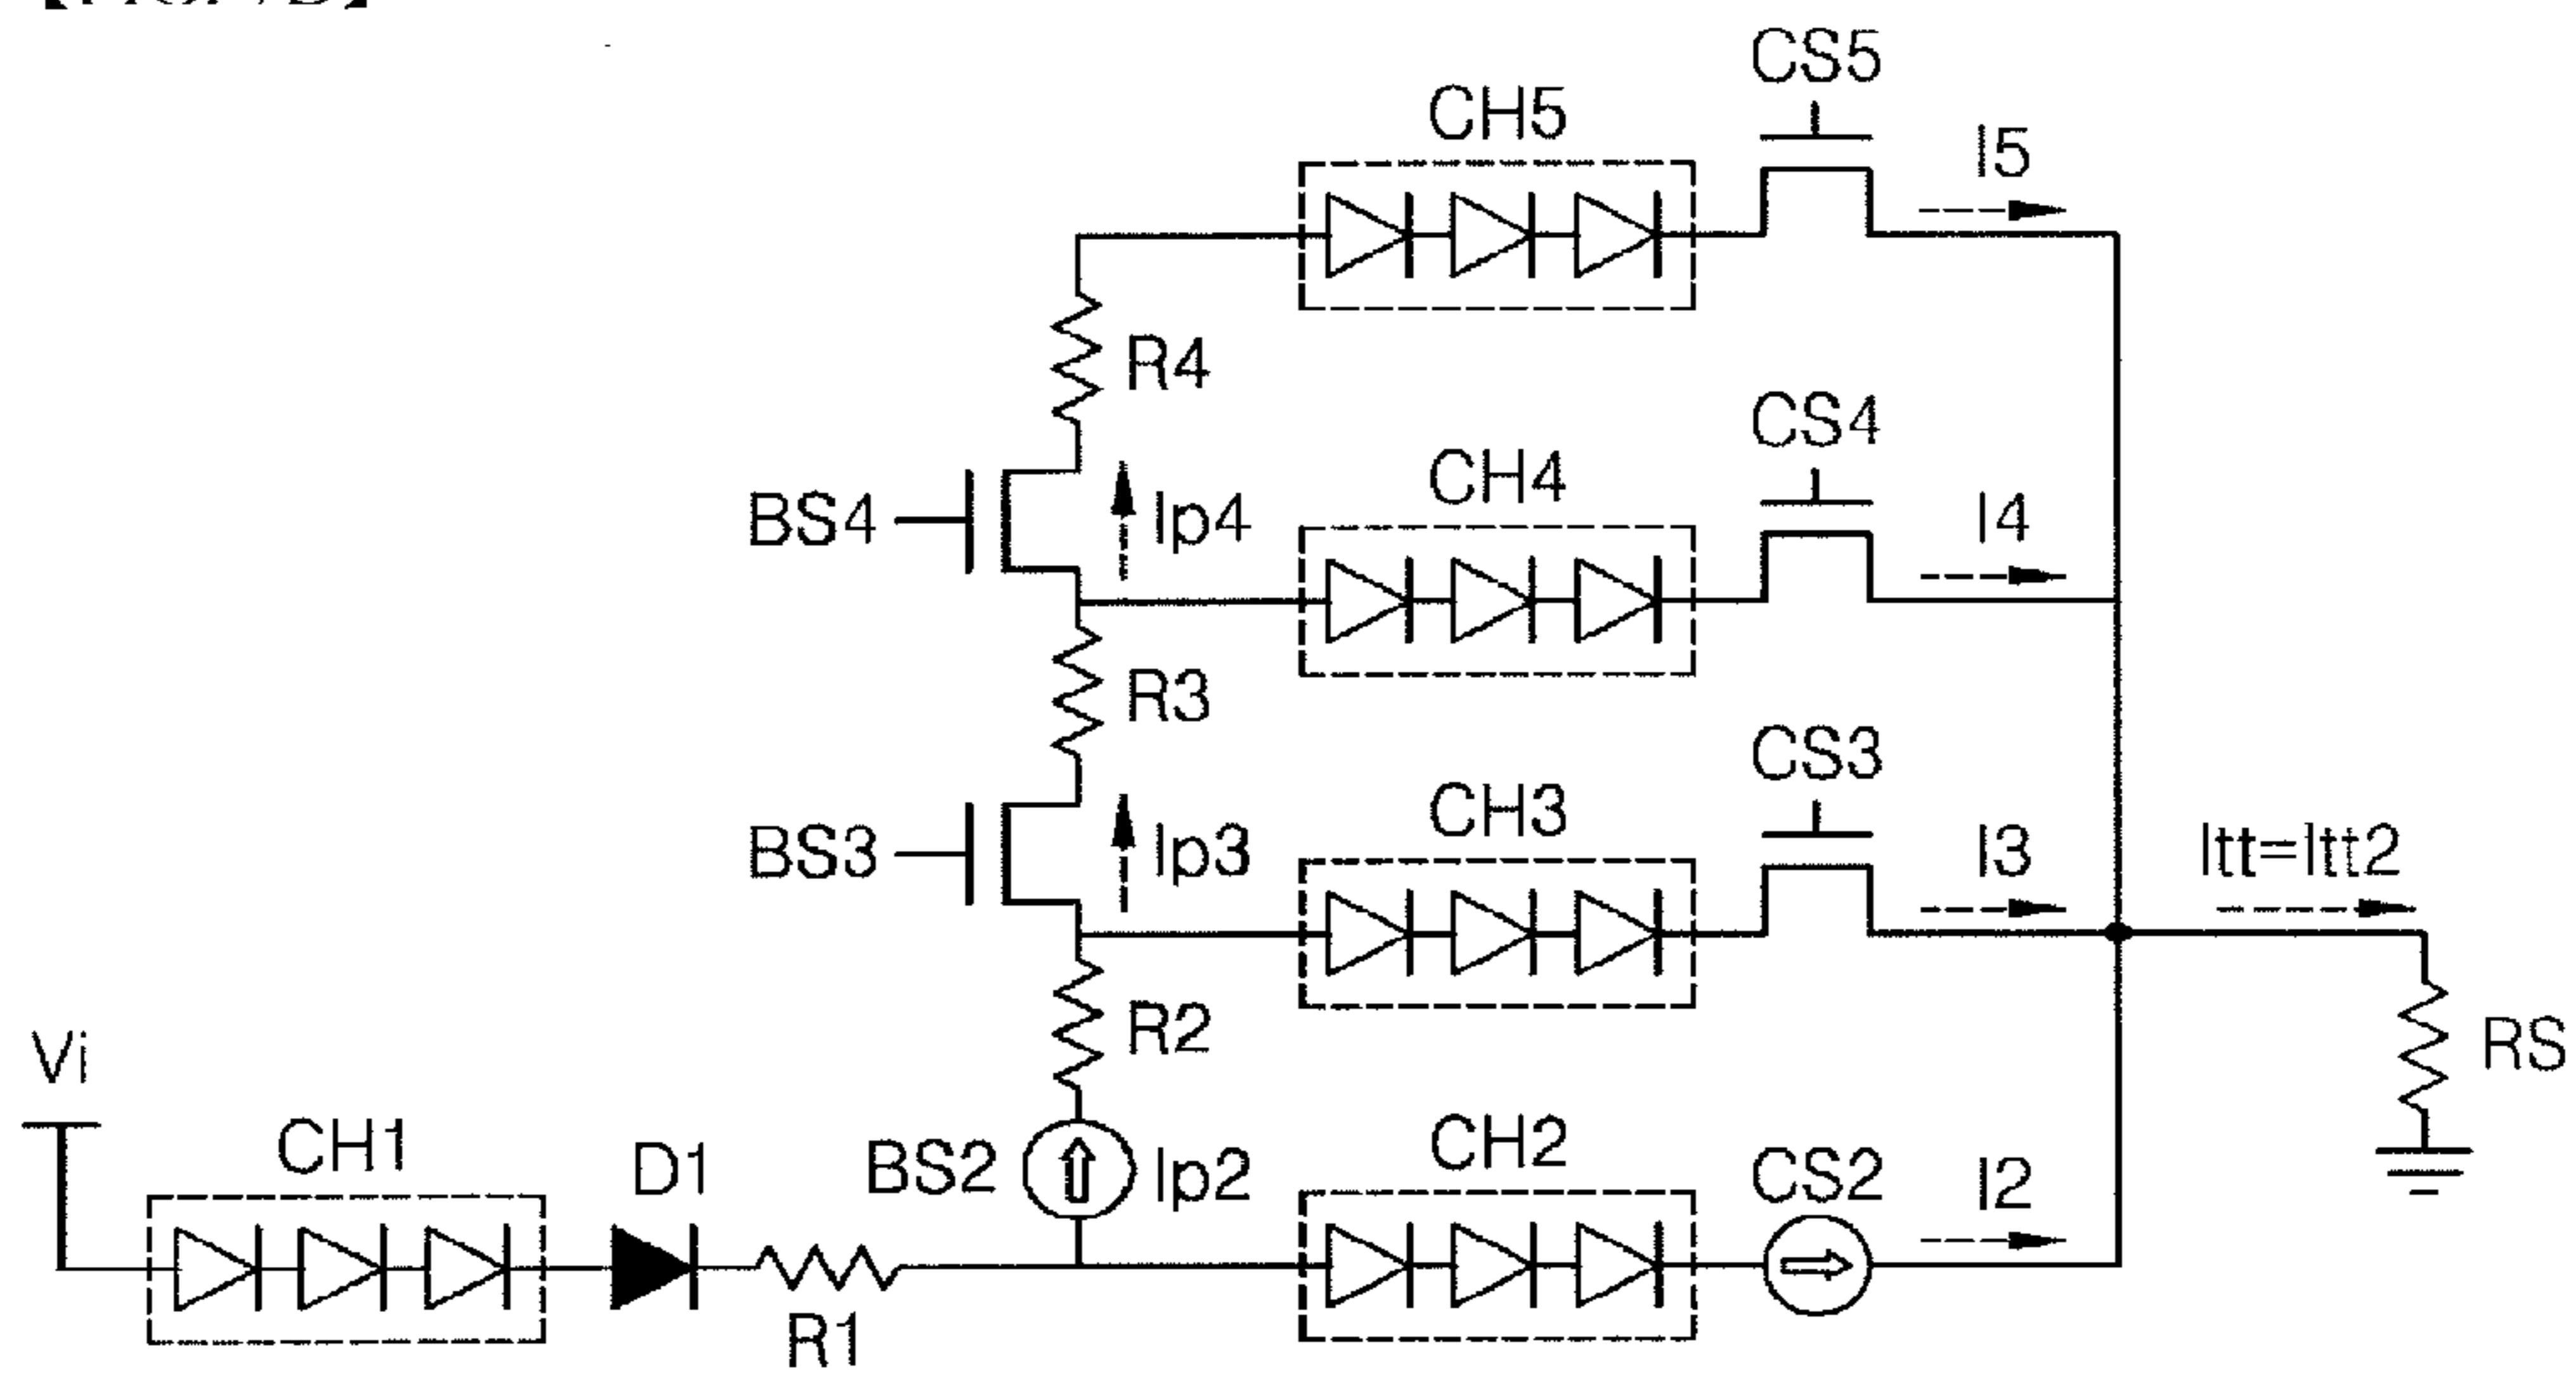 CS5
CH5
I5
R4
CS4
CH4
BS4
Ip4
I4
R3
CS3
CH3
BS3
Ip3
I3
Itt=Itt2
R2
Vi
RS
CH1
D1
BS2
Ip2
CH2
CS2
I2
R1